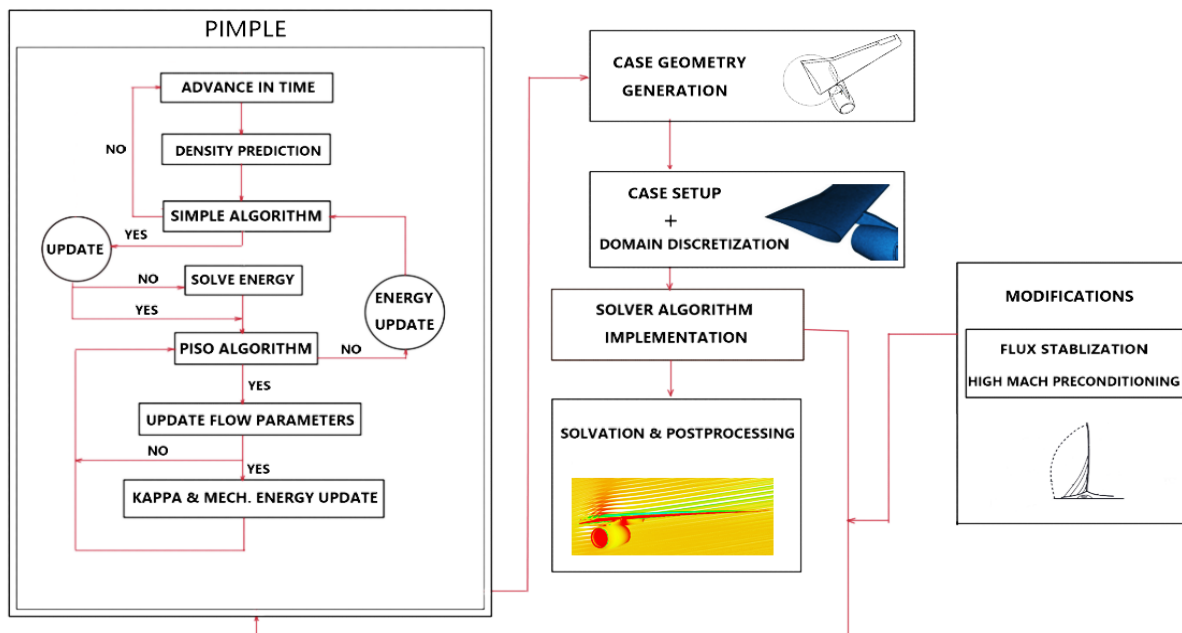 PIMPLE
ADVANCE IN TIME
NO
DENSITY PREDICTION
SIMPLE ALGORITHM
YES
UPDATE
NO
SOLVE ENERGY
YES
ENERGY
UPDATE
PISO ALGORITHM
NO
YES
UPDATE FLOW PARAMETERS
NO
YES
KAPPA & MECH. ENERGY UPDATE
CASE GEOMETRY
GENERATION
CASE SETUP
+
DOMAIN DISCRETIZATION
SOLVER ALGORITHM
IMPLEMENTATION
SOLVATION & POSTPROCESSING
MODIFICATIONS
FLUX STABLIZATION
HIGH MACH PRECONDITIONING